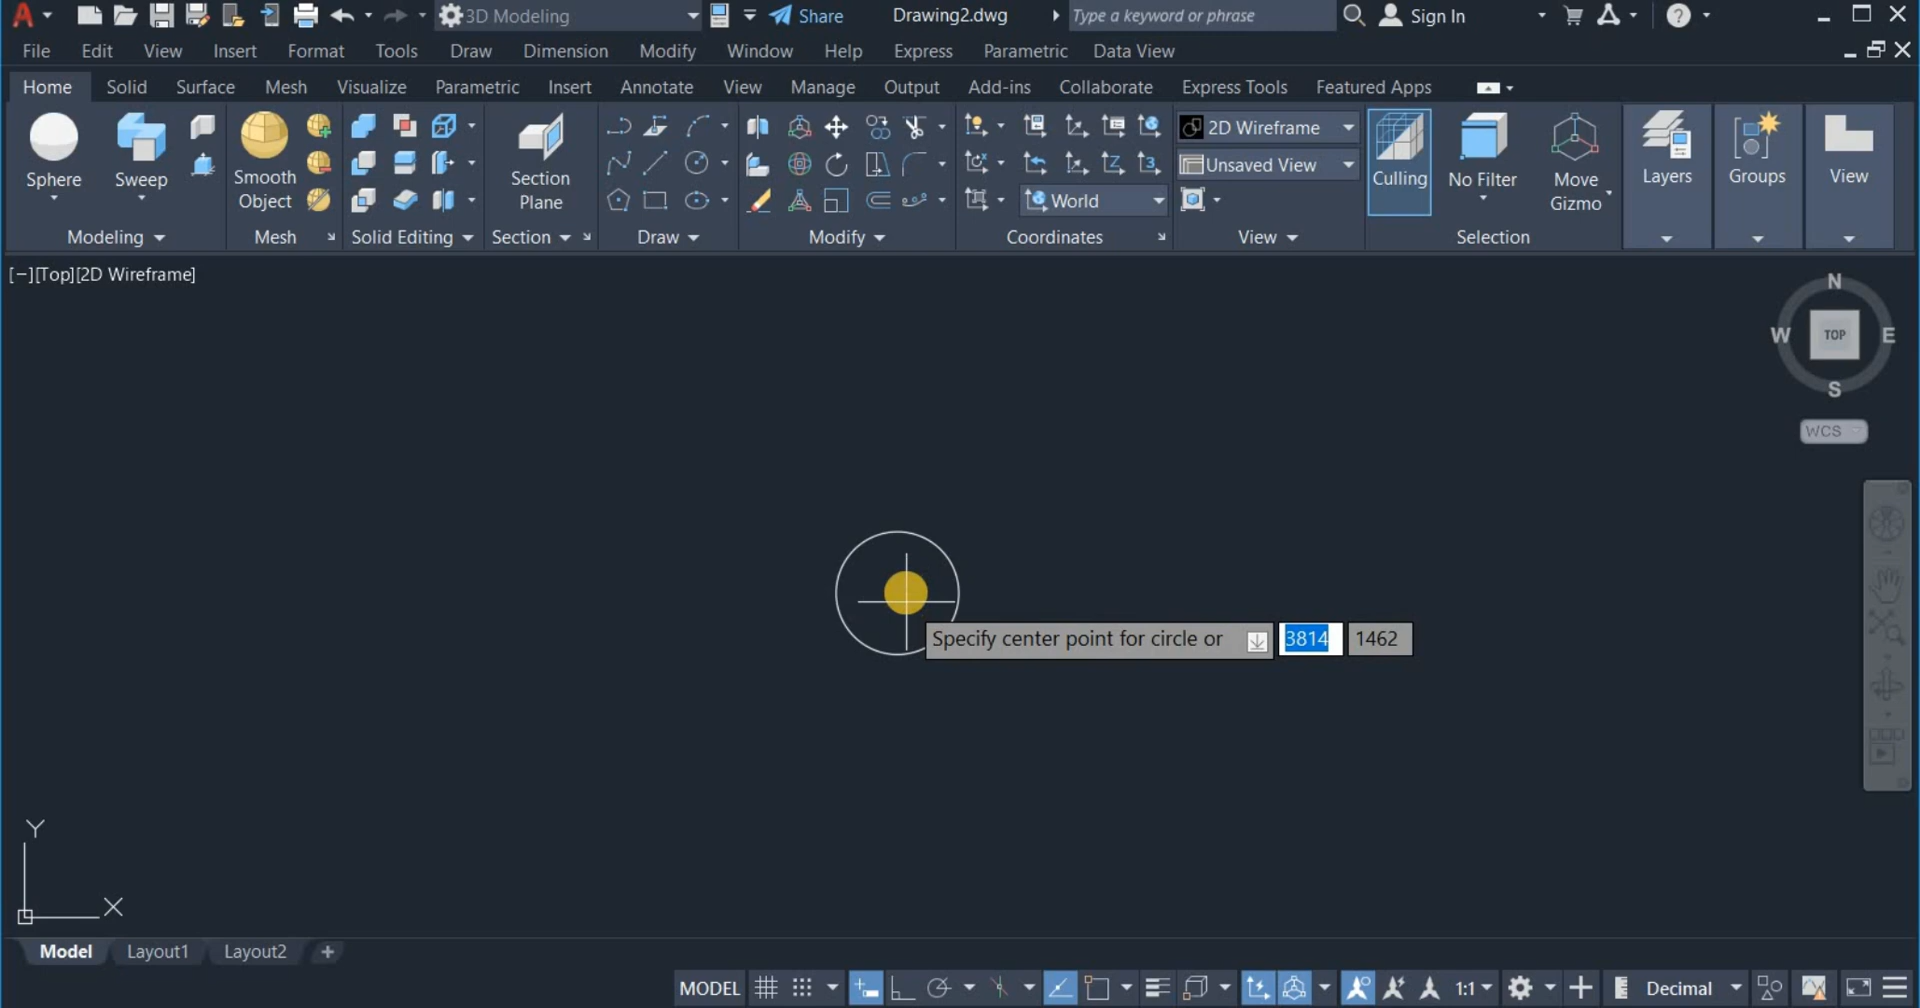 3D Modeling Share Drawing2.dwg Type a keyword or phrase Sign In ?
File Edit View Insert Format Tools Draw Dimension Modify Window Help Express Parametric Data View
Home Solid Surface Mesh Visualize Parametric Insert Annotate View Manage Output Add-ins Collaborate Express Tools Featured Apps
2D Wireframe
Unsaved View
Sphere Sweep Smooth Object Section Plane Culling No Filter Move Gizmo Layers Groups View
World
Modeling Mesh Solid Editing Section Draw Modify Coordinates View Selection
[−][Top][2D Wireframe]
N
W TOP E
S
WCS
Specify center point for circle or 3814 1462
Y
X
Model Layout1 Layout2 +
MODEL 1:1 Decimal